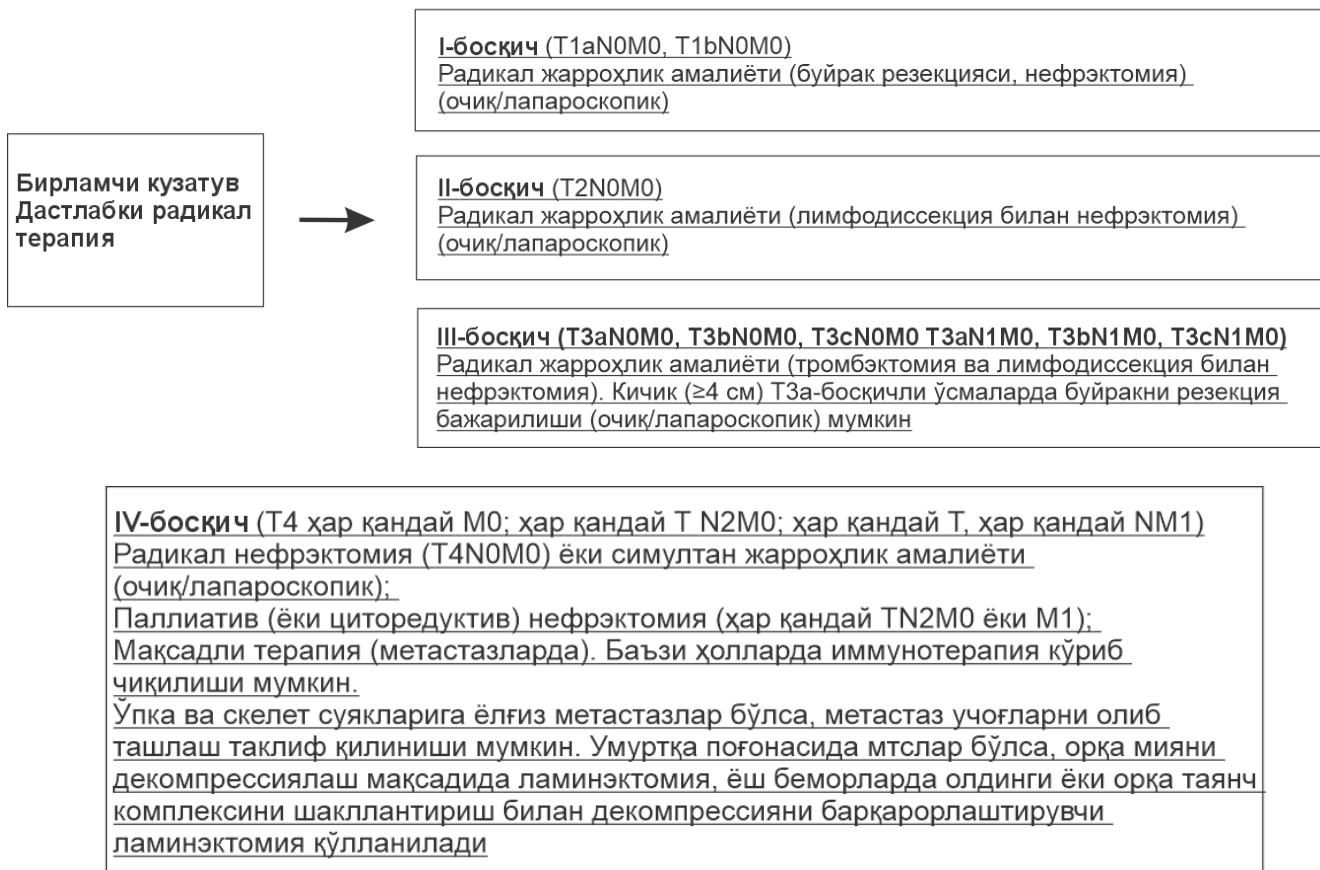 Бирламчи кузатув
Дастлабки радикал
терапия
I-босқич (T1aN0M0, T1bN0M0)
Радикал жарроҳлик амалиёти (буйрак резекцияси, нефрэктомия)
(очиқ/лапароскопик)
II-босқич (T2N0M0)
Радикал жарроҳлик амалиёти (лимфодиссекция билан нефрэктомия)
(очиқ/лапароскопик)
III-босқич (T3aN0M0, T3bN0M0, T3cN0M0 T3aN1M0, T3bN1M0, T3cN1M0)
Радикал жарроҳлик амалиёти (тромбэктомия ва лимфодиссекция билан
нефрэктомия). Кичик (≥4 см) Т3а-босқичли ўсмаларда буйракни резекция
бажарилиши (очиқ/лапароскопик) мумкин
IV-босқич (T4 ҳар қандай M0; ҳар қандай T N2M0; ҳар қандай T, ҳар қандай NM1)
Радикал нефрэктомия (T4N0M0) ёки симултан жарроҳлик амалиёти
(очиқ/лапароскопик);
Паллиатив (ёки циторедуктив) нефрэктомия (ҳар қандай TN2M0 ёки M1);
Мақсадли терапия (метастазларда). Баъзи ҳолларда иммунотерапия кўриб
чиқилиши мумкин.
Ўпка ва скелет суякларига ёлғиз метастазлар бўлса, метастаз учоғларни олиб
ташлаш таклиф қилиниши мумкин. Умуртқа поғонасида мтслар бўлса, орқа мияни
декомпрессиялаш мақсадида ламинэктомия, ёш беморларда олдинги ёки орқа таянч
комплексини шакллантириш билан декомпрессияни барқарорлаштирувчи
ламинэктомия қўлланилади